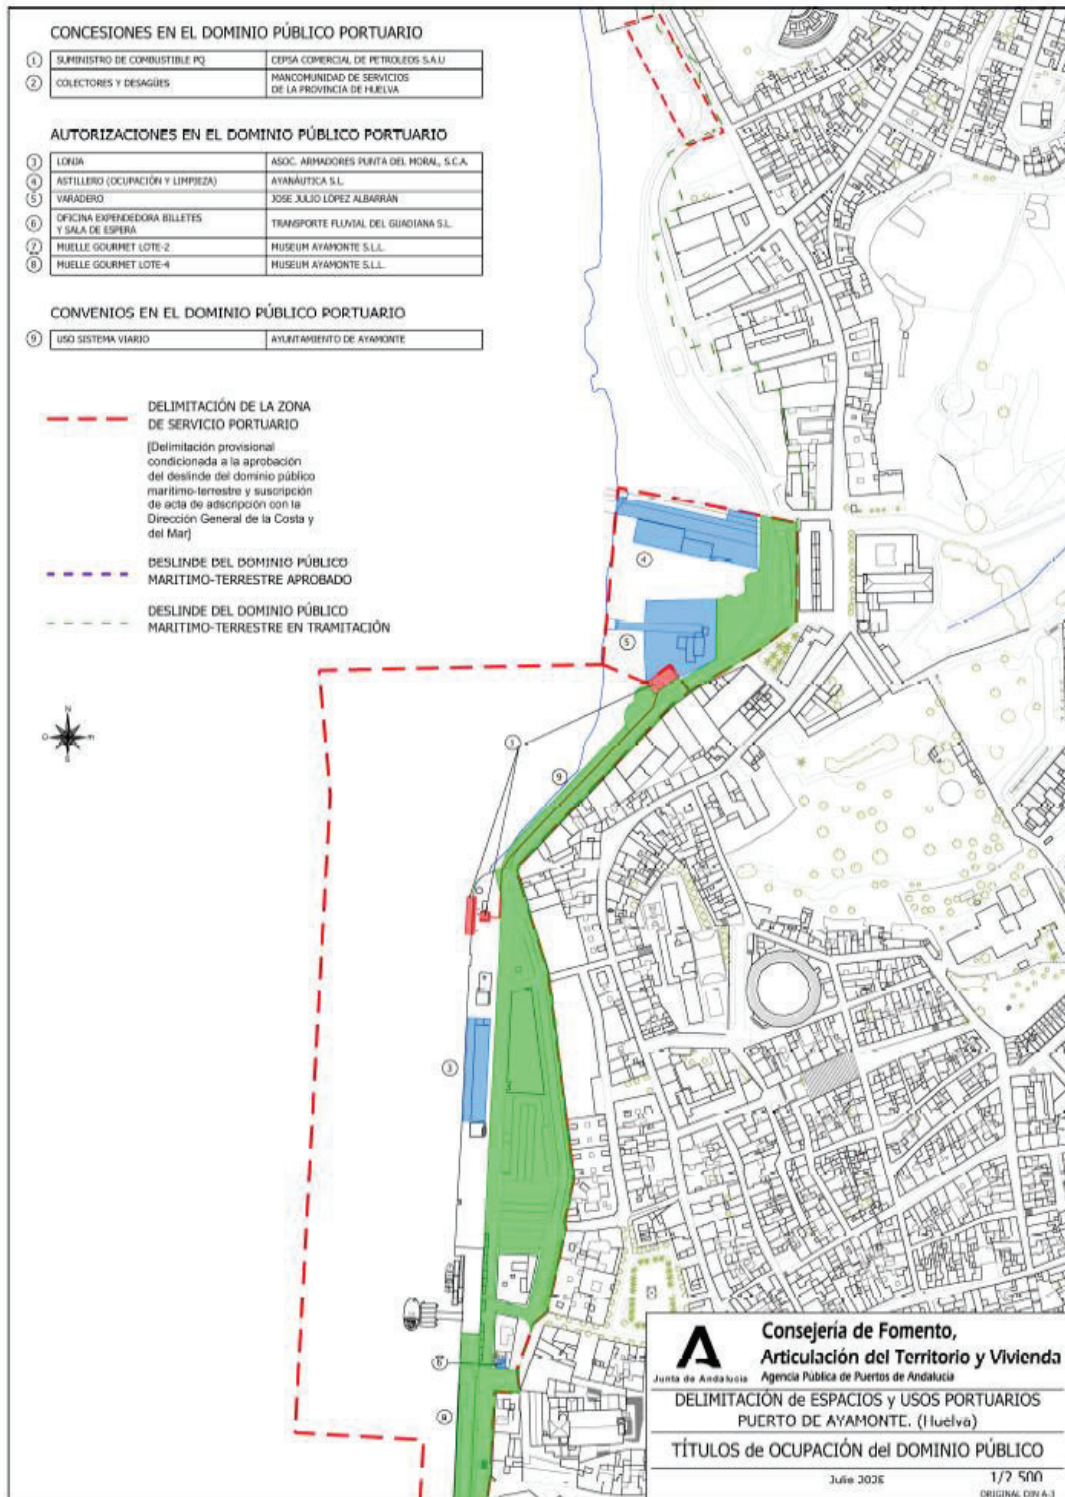 CONCESIONES EN EL DOMINIO PÚBLICO PORTUARIO
1 SUMINISTRO DE COMBUSTIBLE PQ CEPSA COMERCIAL DE PETROLEOS S.A.U
2 COLECTORES Y DESAGÜES MANCOMUNIDAD DE SERVICIOS
DE LA PROVINCIA DE HUELVA
AUTORIZACIONES EN EL DOMINIO PÚBLICO PORTUARIO
3 LONJA ASOC. ARMADORES PUNTA DEL MORAL, S.C.A.
4 ASTILLERO (OCUPACIÓN Y LIMPIEZA) AYANÁUTICA S.L.
5 VARADERO JOSE JULIO LÓPEZ ALBARRÁN
6 OFICINA EXPENDEDORA BILLETES
Y SALA DE ESPERA TRANSPORTE FLUVIAL DEL GUADIANA S.L.
7 MUELLE GOURMET LOTE-2 MUSEUM AYAMONTE S.L.L.
8 MUELLE GOURMET LOTE-4 MUSEUM AYAMONTE S.L.L.
CONVENIOS EN EL DOMINIO PÚBLICO PORTUARIO
9 USO SISTEMA VIARIO AYUNTAMIENTO DE AYAMONTE
DELIMITACIÓN DE LA ZONA
DE SERVICIO PORTUARIO
[Delimitación provisional
condicionada a la aprobación
del deslinde del dominio público
marítimo-terrestre y suscripción
de acta de adscripción con la
Dirección General de la Costa y
del Mar]
DESLINDE DEL DOMINIO PÚBLICO
MARITIMO-TERRESTRE APROBADO
DESLINDE DEL DOMINIO PÚBLICO
MARITIMO-TERRESTRE EN TRAMITACIÓN
4
5
N
S
1
9
3
6
Consejería de Fomento,
Articulación del Territorio y Vivienda
Junta de Andalucía Agencia Pública de Puertos de Andalucía
DELIMITACIÓN de ESPACIOS y USOS PORTUARIOS
PUERTO DE AYAMONTE. (Huelva)
TÍTULOS de OCUPACIÓN del DOMINIO PÚBLICO
Julio 1/2.500
ORIGINAL DIN A-3